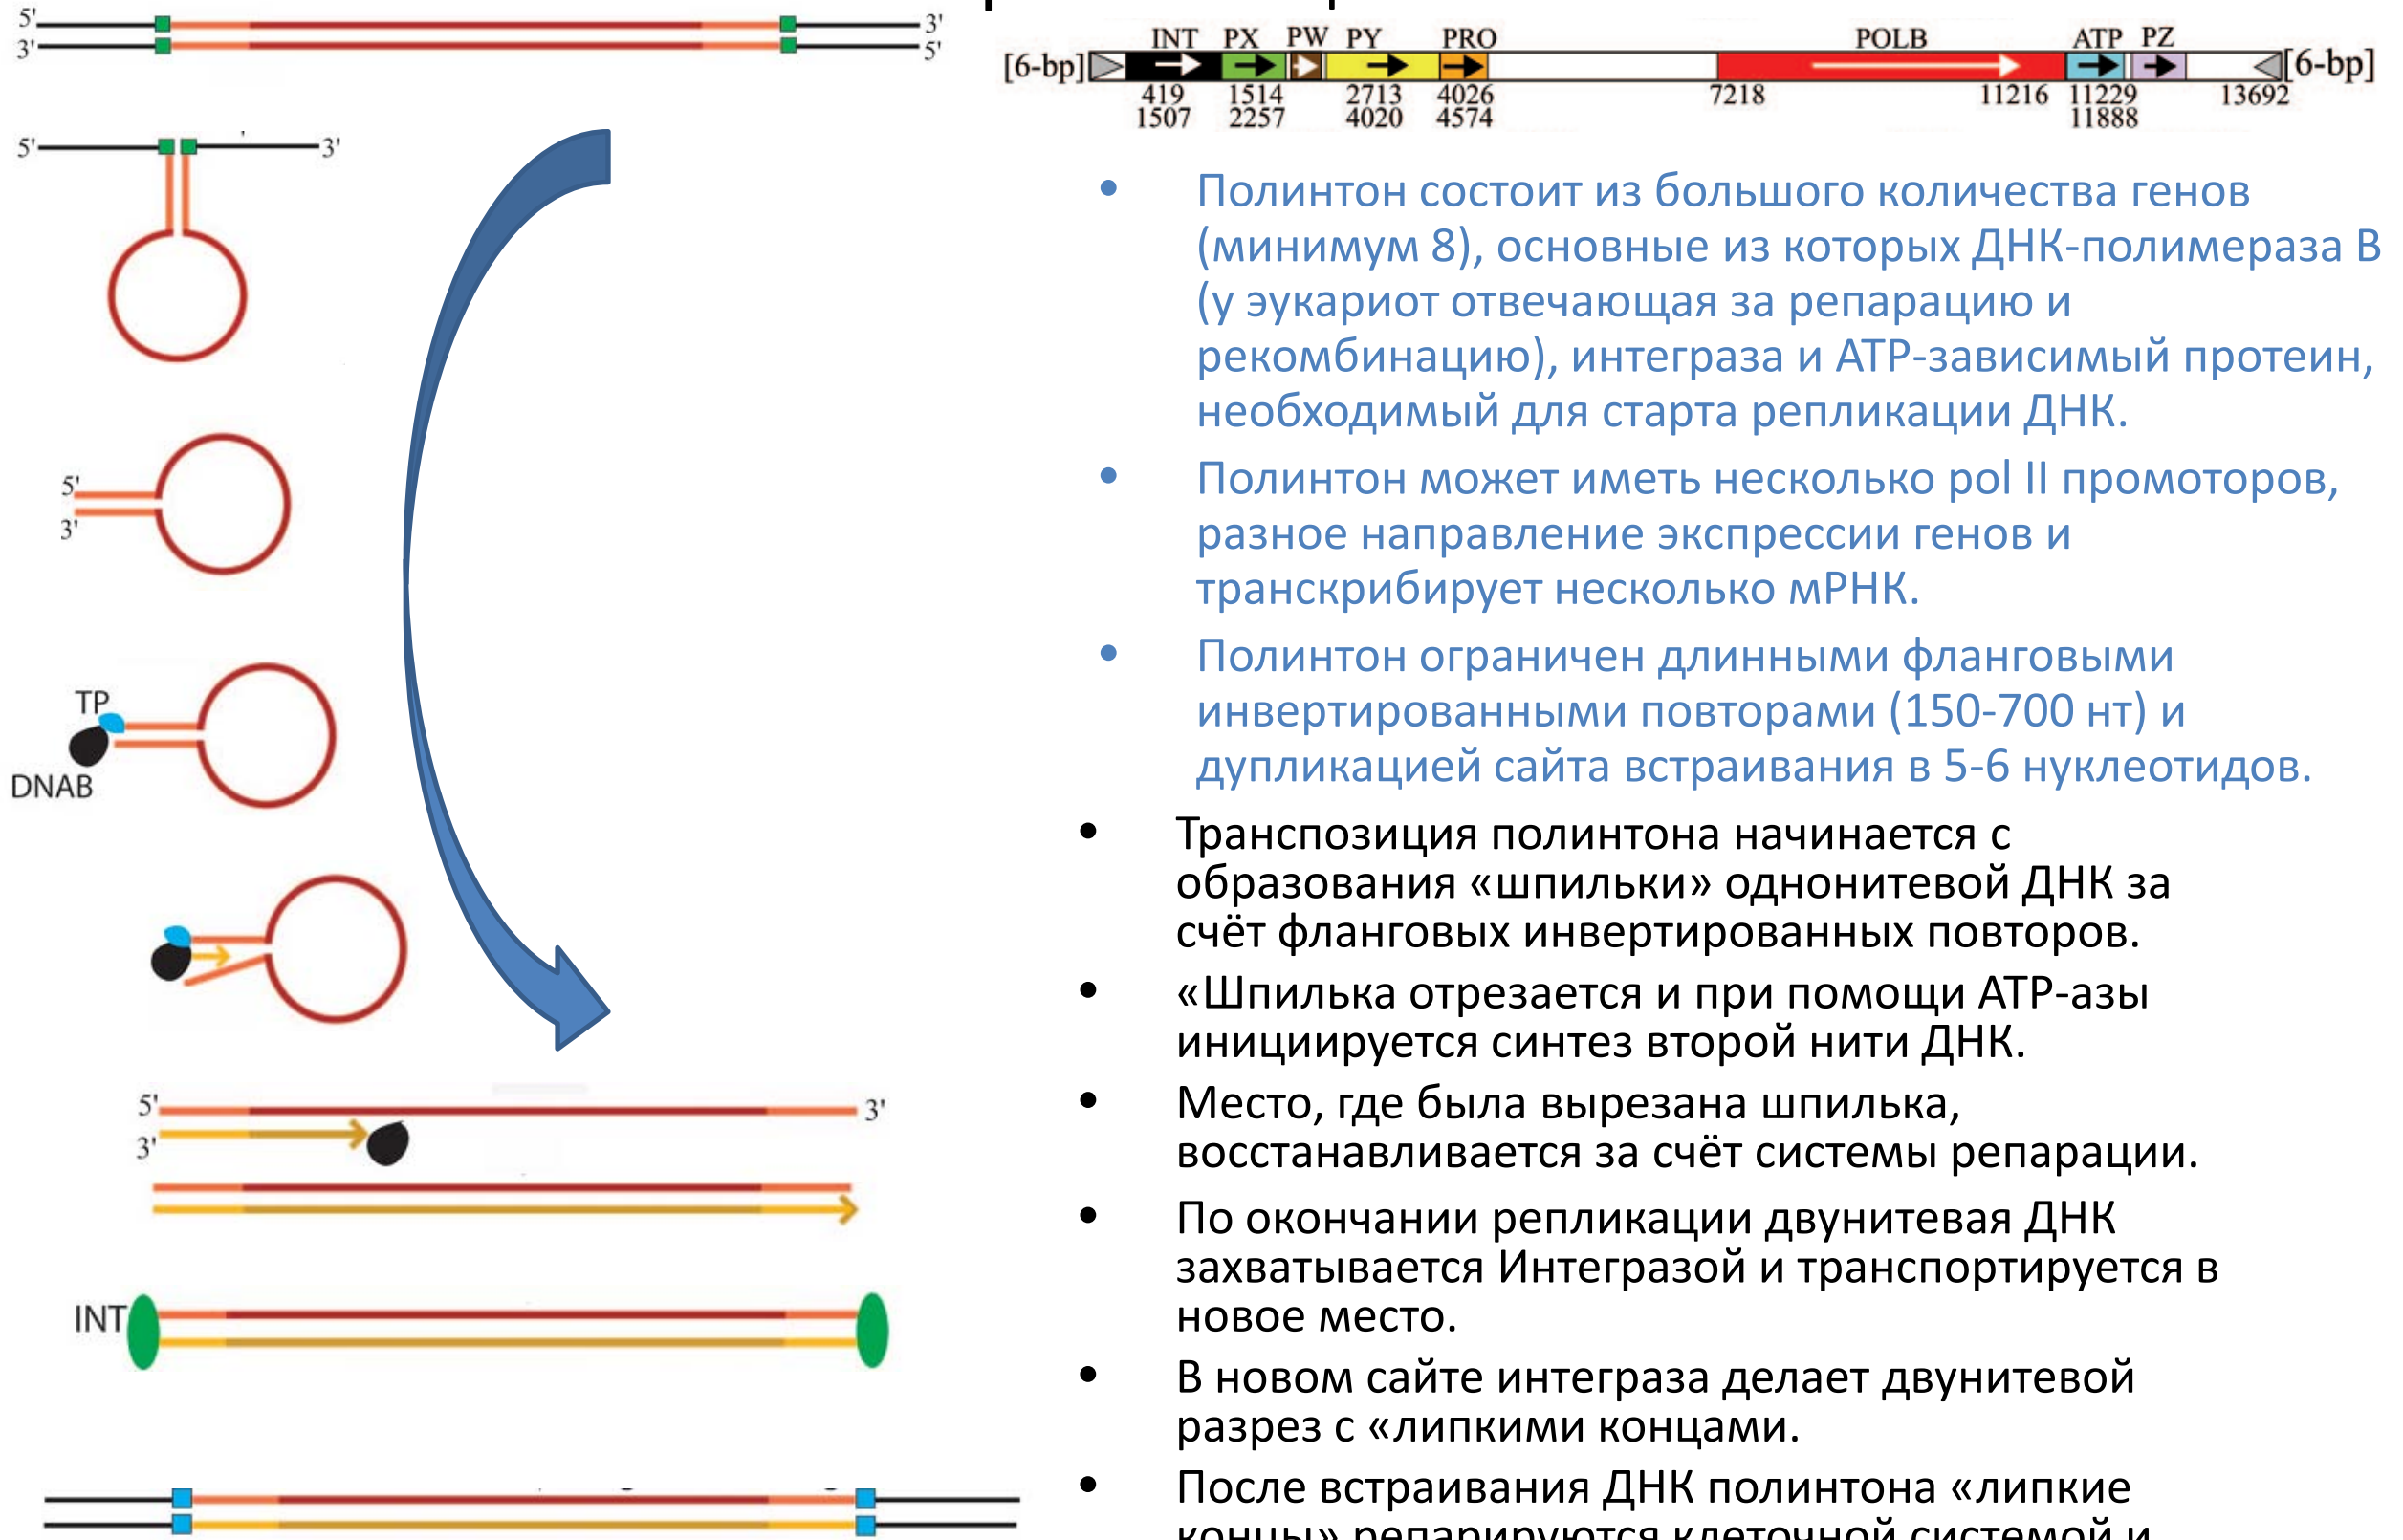 5' 3'
3' 5'
5' 3'
5'
3'
TP
DNAB
5' 3'
3'
INT
INT PX PW PY PRO POLB ATP PZ
[6-bp] [6-bp]
419 1514 2713 4026 7218 11216 11229 13692
1507 2257 4020 4574 11888
• Полинтон состоит из большого количества генов
(минимум 8), основные из которых ДНК-полимераза В
(у эукариот отвечающая за репарацию и
рекомбинацию), интеграза и АТР-зависимый протеин,
необходимый для старта репликации ДНК.
• Полинтон может иметь несколько pol II промоторов,
разное направление экспрессии генов и
транскрибирует несколько мРНК.
• Полинтон ограничен длинными фланговыми
инвертированными повторами (150-700 нт) и
дупликацией сайта встраивания в 5-6 нуклеотидов.
• Транспозиция полинтона начинается с
образования «шпильки» однонитевой ДНК за
счёт фланговых инвертированных повторов.
• «Шпилька отрезается и при помощи АТР-азы
инициируется синтез второй нити ДНК.
• Место, где была вырезана шпилька,
восстанавливается за счёт системы репарации.
• По окончании репликации двунитевая ДНК
захватывается Интегразой и транспортируется в
новое место.
• В новом сайте интеграза делает двунитевой
разрез с «липкими концами.
• После встраивания ДНК полинтона «липкие
концы» репарируются клеточной системой и